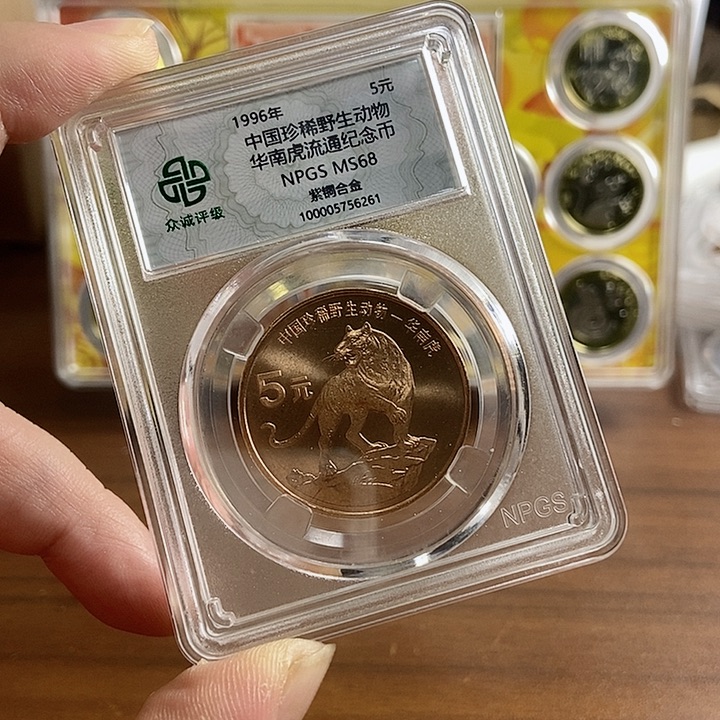 1996年 5元
中国珍稀野生动物
华南虎流通纪念币
NPGS MS68
紫铜合金
100005756261
众诚评级
中国珍稀野生动物—华南虎
5元
NPGS